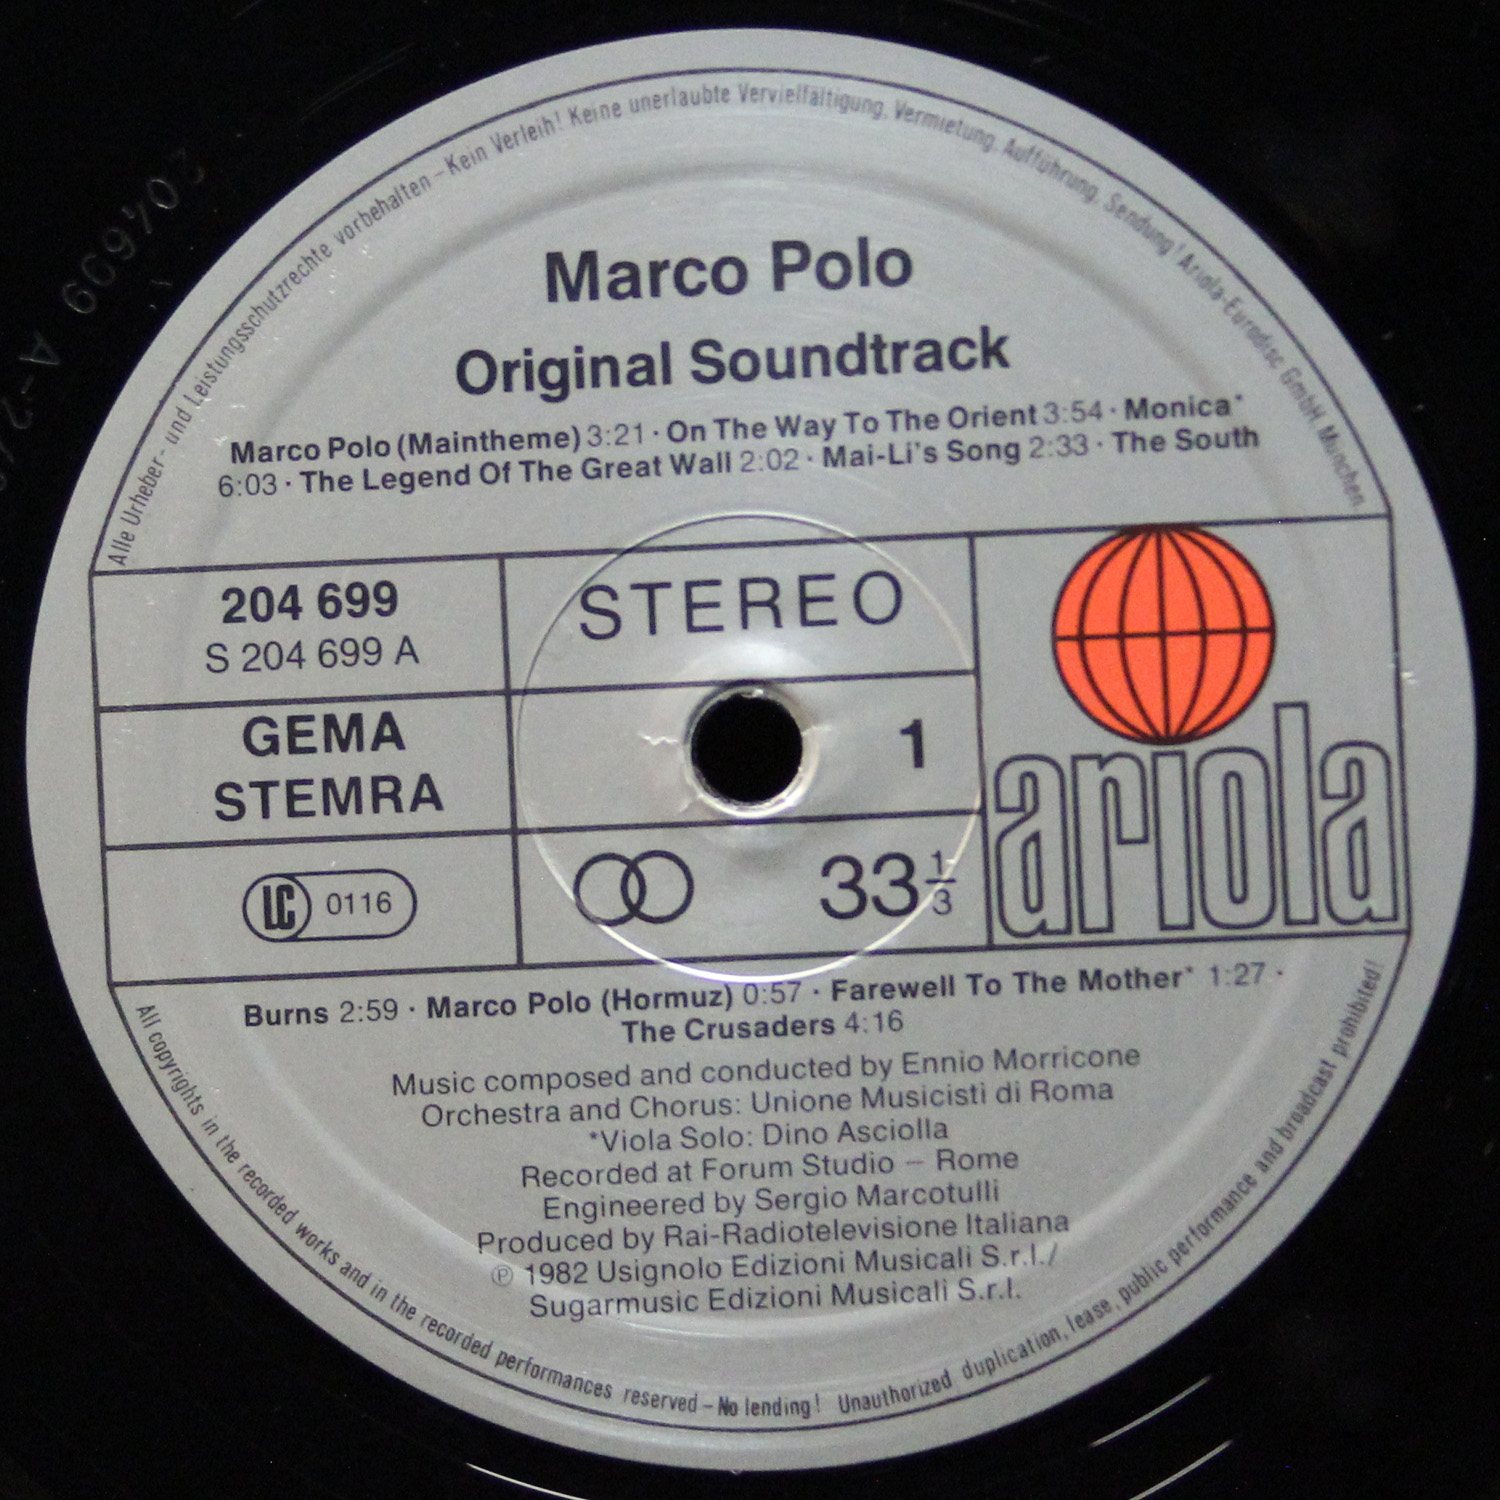 Alle Urheber- und Leistungsschutzrechte vorbehalten – Kein Verleih! Keine unerlaubte Vervielfältigung, Vermietung, Aufführung, Sendung! Ariola-Eurodisc GmbH, München
Marco Polo
Original Soundtrack
Marco Polo (Maintheme) 3:21 · On The Way To The Orient 3:54 · Monica*
6:03 · The Legend Of The Great Wall 2:02 · Mai-Li's Song 2:33 · The South
204 699
S 204 699 A
STEREO
GEMA
STEMRA
1
LC 0116
33 1/3
ariola
Burns 2:59 · Marco Polo (Hormuz) 0:57 · Farewell To The Mother* 1:27 ·
The Crusaders 4:16
Music composed and conducted by Ennio Morricone
Orchestra and Chorus: Unione Musicisti di Roma
*Viola Solo: Dino Asciolla
Recorded at Forum Studio – Rome
Engineered by Sergio Marcotulli
Produced by Rai-Radiotelevisione Italiana
℗ 1982 Usignolo Edizioni Musicali S.r.l./
Sugarmusic Edizioni Musicali S.r.l.
All copyrights in the recorded works and in the recorded performances reserved – No lending! Unauthorized duplication, lease, public performance and broadcast prohibited!
204699